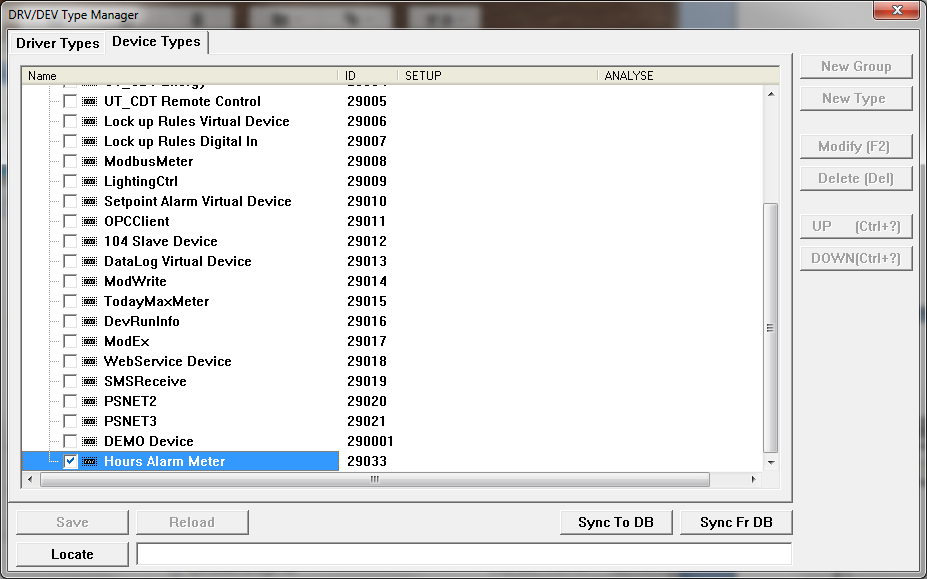 DRV/DEV Type Manager
Driver Types Device Types
Name ID SETUP ANALYSE
UT_CDT Remote Control 29005
Lock up Rules Virtual Device 29006
Lock up Rules Digital In 29007
ModbusMeter 29008
LightingCtrl 29009
Setpoint Alarm Virtual Device 29010
OPCClient 29011
104 Slave Device 29012
DataLog Virtual Device 29013
ModWrite 29014
TodayMaxMeter 29015
DevRunInfo 29016
ModEx 29017
WebService Device 29018
SMSReceive 29019
PSNET2 29020
PSNET3 29021
DEMO Device 290001
Hours Alarm Meter 29033
New Group
New Type
Modify (F2)
Delete (Del)
UP (Ctrl+?)
DOWN(Ctrl+?)
Save Reload Sync To DB Sync Fr DB
Locate